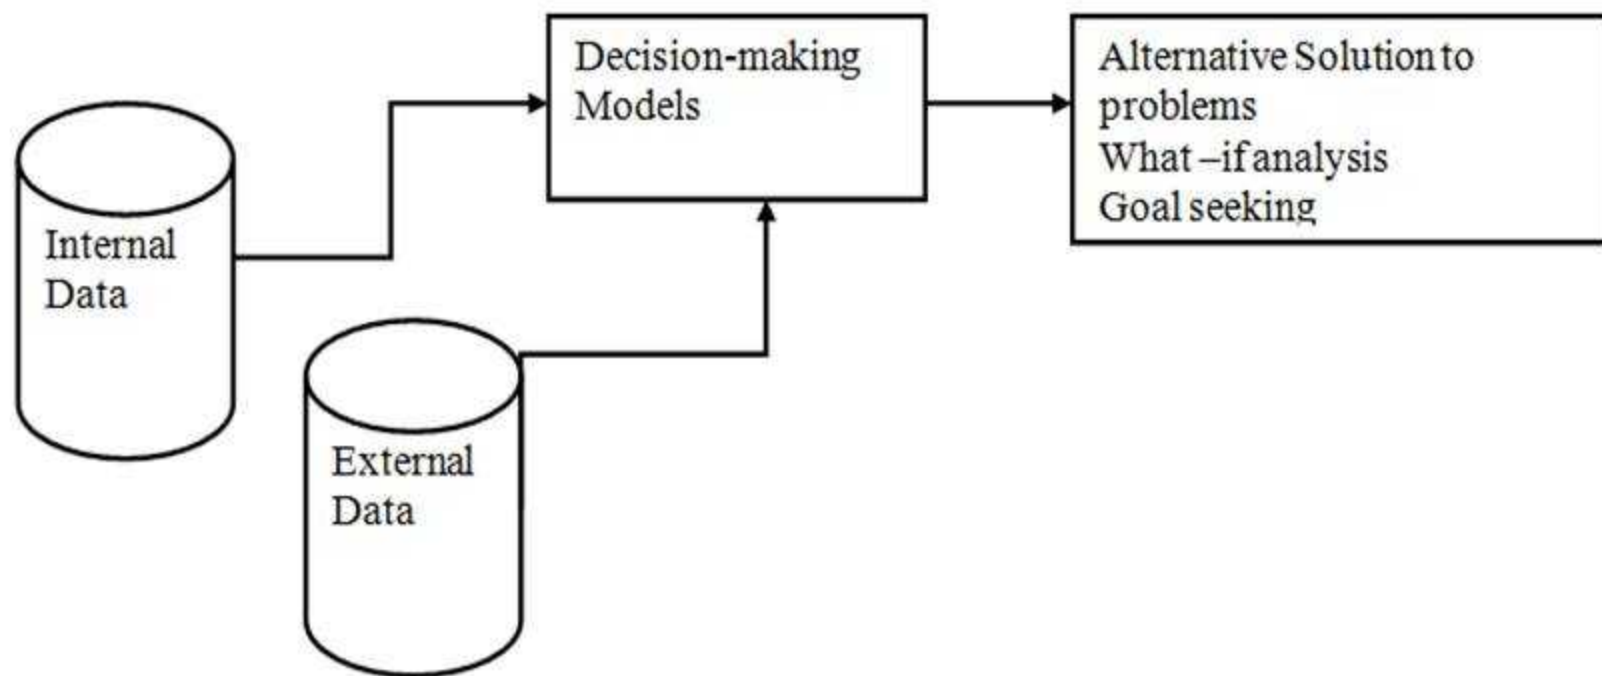 Decision-making
Models
Alternative Solution to
problems
What –if analysis
Goal seeking
Internal
Data
External
Data